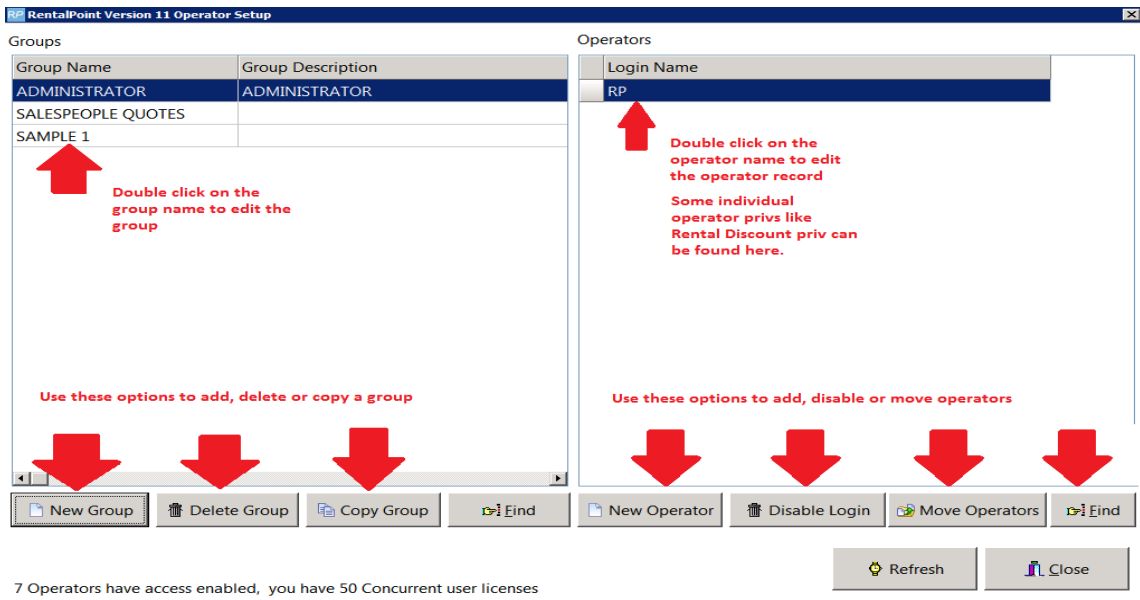 RP RentalPoint Version 11 Operator Setup
Groups
Operators
Group Name Group Description
ADMINISTRATOR ADMINISTRATOR
SALESPEOPLE QUOTES
SAMPLE 1
Login Name
RP
Double click on the
group name to edit the
group
Double click on the
operator name to edit
the operator record
Some individual
operator privs like
Rental Discount priv can
be found here.
Use these options to add, delete or copy a group
Use these options to add, disable or move operators
New Group Delete Group Copy Group Find
New Operator Disable Login Move Operators Find
Refresh Close
7 Operators have access enabled, you have 50 Concurrent user licenses